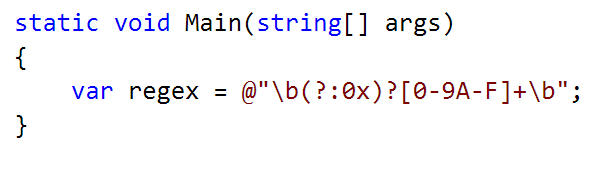 static void Main(string[] args)
{
    var regex = @"\b(?:0x)?[0-9A-F]+\b";
}